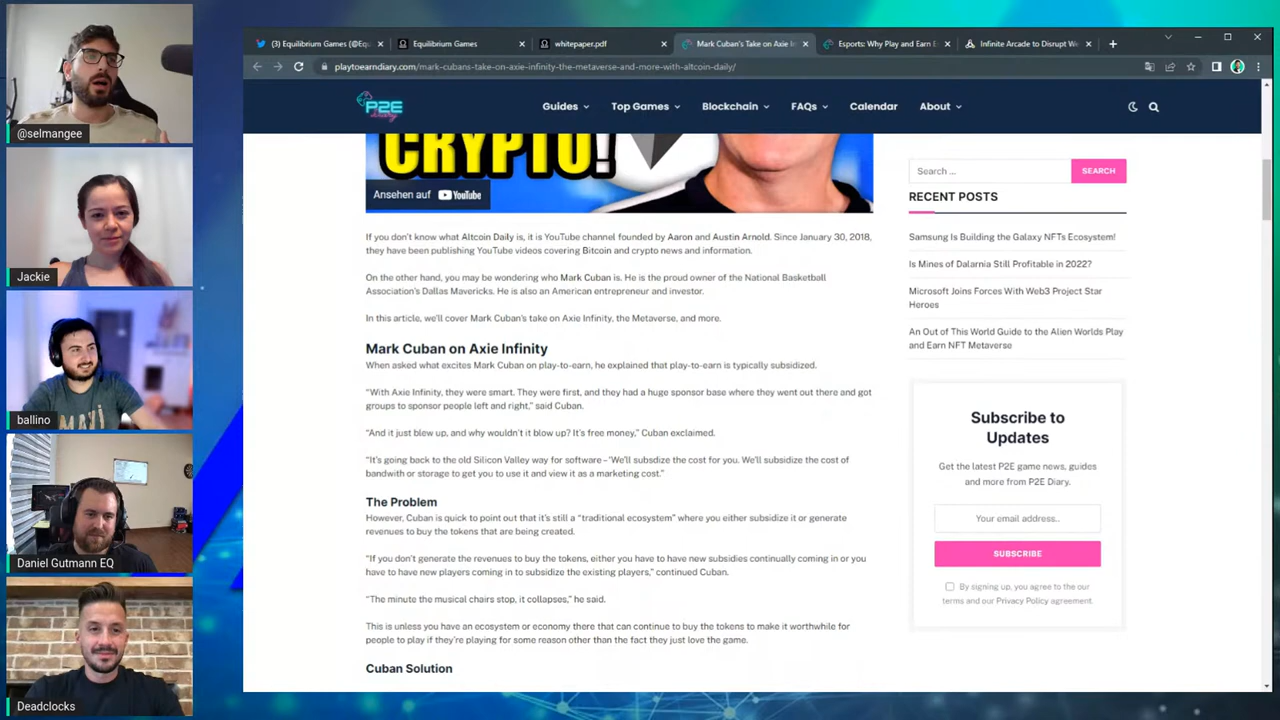 @selmangee
Jackie
ballino
MAVI
Daniel Gutmann EQ
Deadclocks
(3) Equilibrium Games (@Equ
Equilibrium Games
whitepaper.pdf
Mark Cuban's Take on Axie In
Esports: Why Play and Earn E
Infinite Arcade to Disrupt We
playtoearndiary.com/mark-cubans-take-on-axie-infinity-the-metaverse-and-more-with-altcoin-daily/
P2E
Guides
Top Games
Blockchain
FAQs
Calendar
About
CRYPTO!
Ansehen auf YouTube
If you don't know what Altcoin Daily is, it is YouTube channel founded by Aaron and Austin Arnold. Since January 30, 2018,
they have been publishing YouTube videos covering Bitcoin and crypto news and information.
On the other hand, you may be wondering who Mark Cuban is. He is the proud owner of the National Basketball
Association's Dallas Mavericks. He is also an American entrepreneur and investor.
In this article, we'll cover Mark Cuban's take on Axie Infinity, the Metaverse, and more.
Mark Cuban on Axie Infinity
When asked what excites Mark Cuban on play-to-earn, he explained that play-to-earn is typically subsidized.
"With Axie Infinity, they were smart. They were first, and they had a huge sponsor base where they went out there and got
groups to sponsor people left and right," said Cuban.
"And it just blew up, and why wouldn't it blow up? It's free money," Cuban exclaimed.
"It's going back to the old Silicon Valley way for software – 'We'll subsdize the cost for you. We'll subsidize the cost of
bandwith or storage to get you to use it and view it as a marketing cost."
The Problem
However, Cuban is quick to point out that it's still a "traditional ecosystem" where you either subsidize it or generate
revenues to buy the tokens that are being created.
"If you don't generate the revenues to buy the tokens, either you have to have new subsidies continually coming in or you
have to have new players coming in to subsidize the existing players," continued Cuban.
"The minute the musical chairs stop, it collapses," he said.
This is unless you have an ecosystem or economy there that can continue to buy the tokens to make it worthwhile for
people to play if they're playing for some reason other than the fact they just love the game.
Cuban Solution
Search ...
SEARCH
RECENT POSTS
Samsung Is Building the Galaxy NFTs Ecosystem!
Is Mines of Dalarnia Still Profitable in 2022?
Microsoft Joins Forces With Web3 Project Star
Heroes
An Out of This World Guide to the Alien Worlds Play
and Earn NFT Metaverse
Subscribe to
Updates
Get the latest P2E game news, guides
and more from P2E Diary.
Your email address..
SUBSCRIBE
By signing up, you agree to the our
terms and our Privacy Policy agreement.